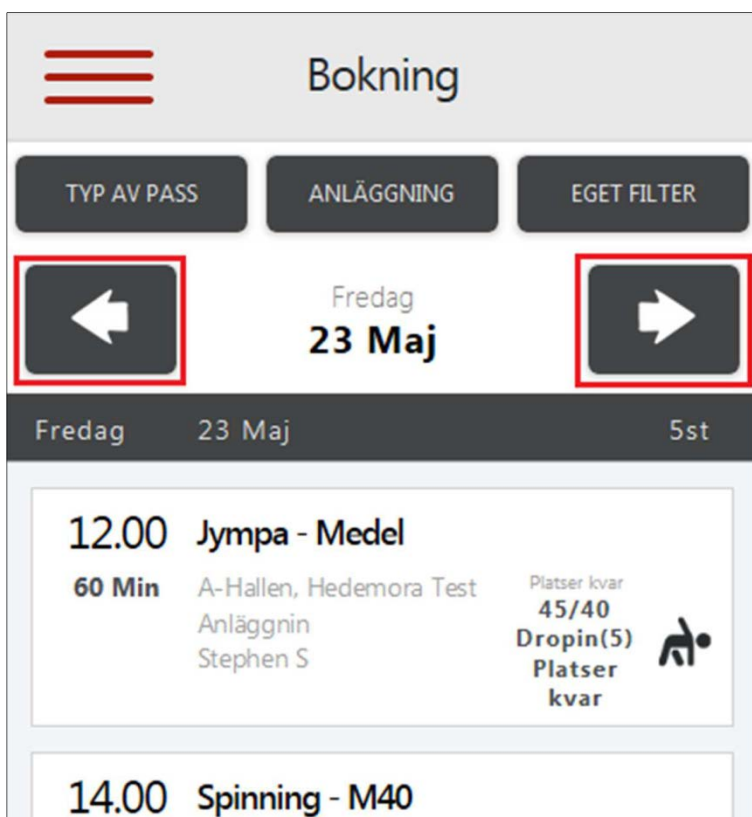 Bokning
TYP AV PASS ANLÄGGNING EGET FILTER
Fredag
23 Maj
Fredag 23 Maj 5st
12.00 Jympa - Medel
60 Min A-Hallen, Hedemora Test
Anläggnin
Stephen S
Platser kvar
45/40
Dropin(5)
Platser
kvar
14.00 Spinning - M40